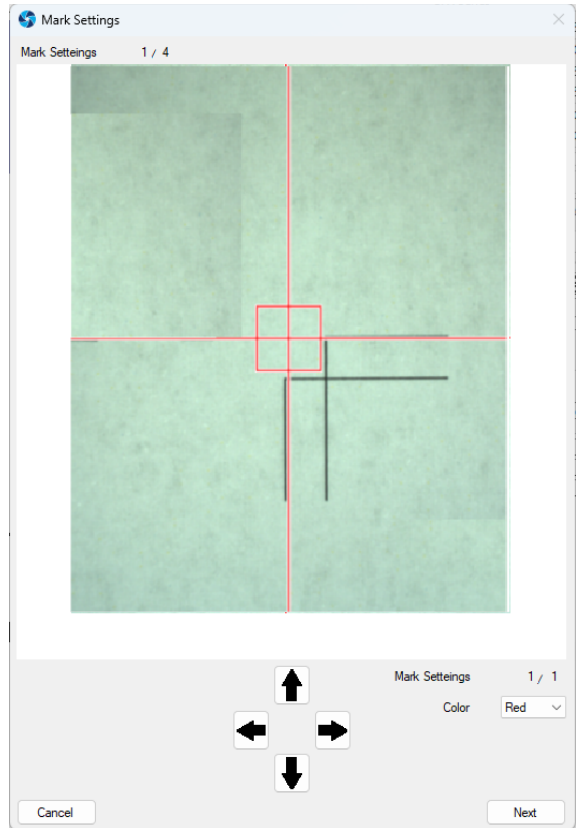 Mark Settings
Mark Setteings 1 / 4
Mark Setteings 1 / 1
Color Red
Cancel Next